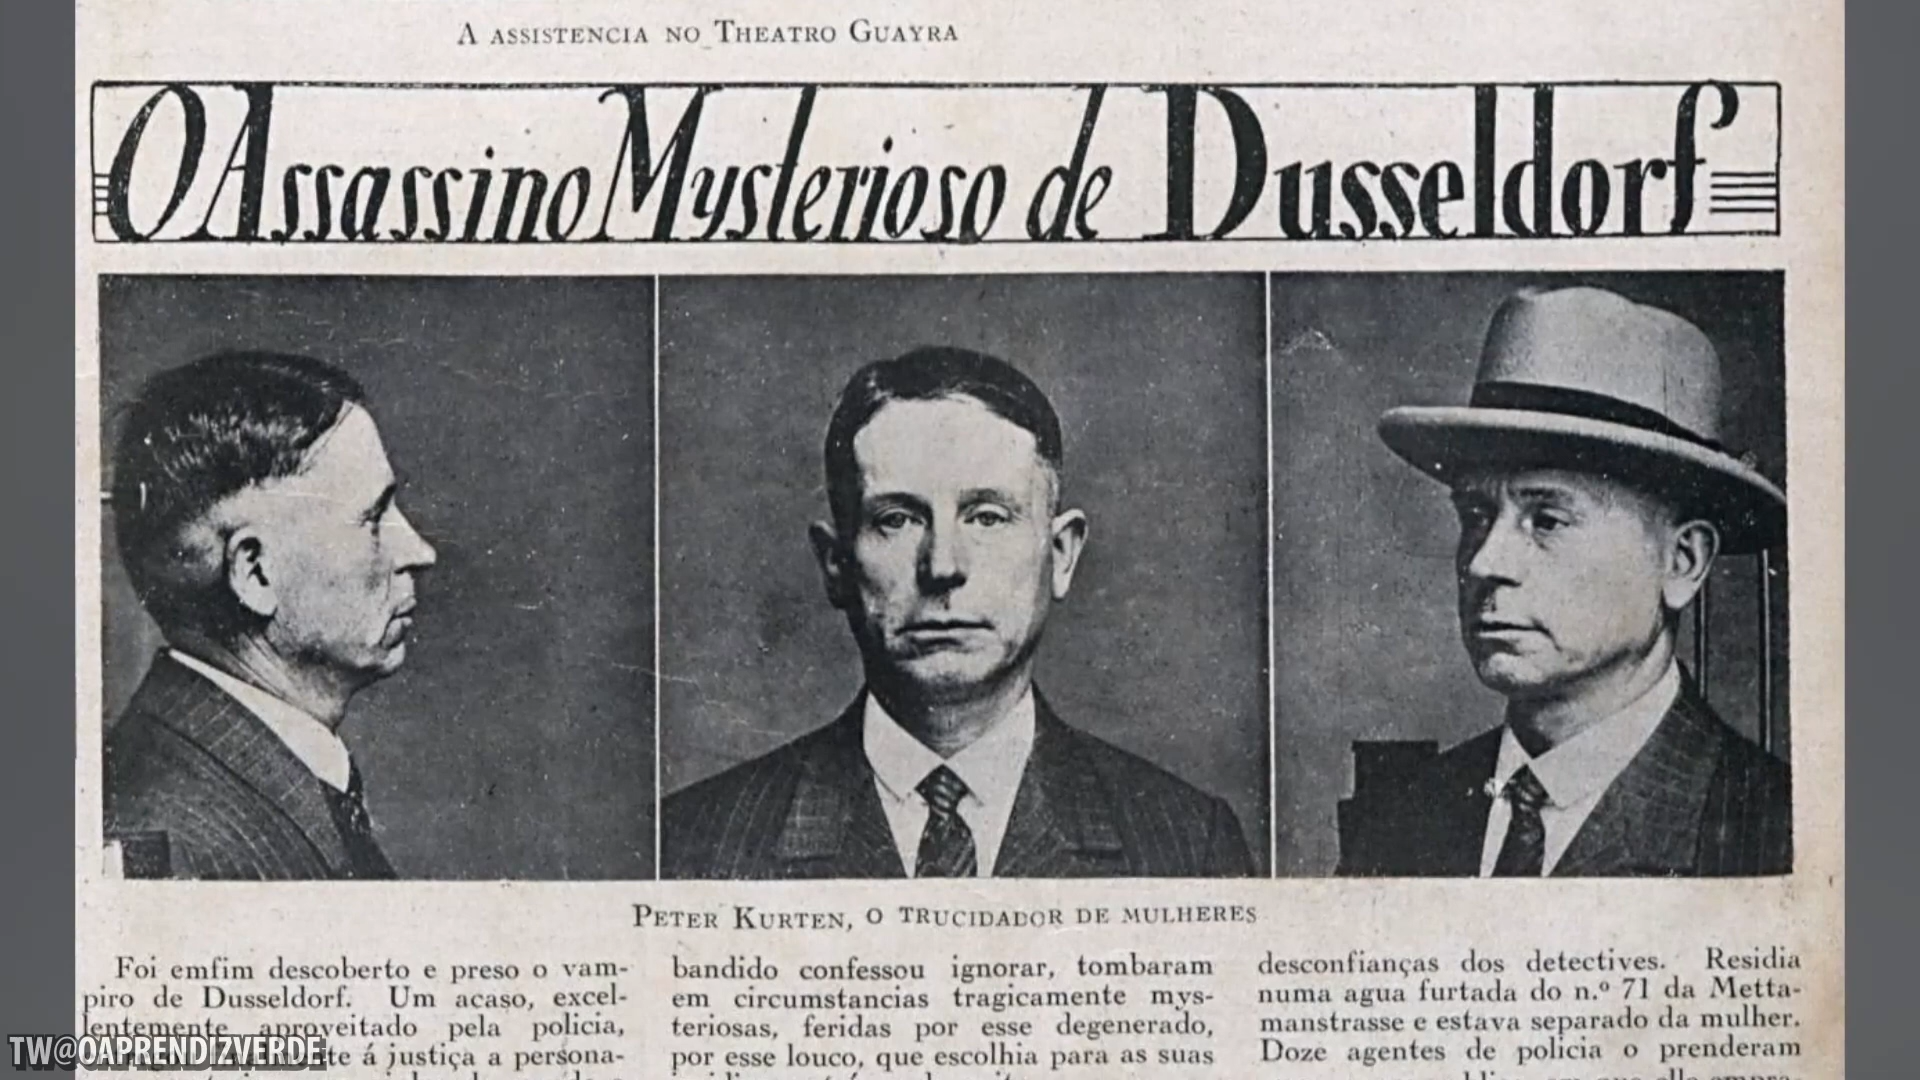 A ASSISTENCIA NO THEATRO GUAYRA
O Assassino Mysterioso de Dusseldorf
PETER KURTEN, O TRUCIDADOR DE MULHERES
Foi emfim descoberto e preso o vam-
piro de Dusseldorf. Um acaso, excel-
lentemente aproveitado pela policia,
te á justiça a persona-
bandido confessou ignorar, tombaram
em circumstancias tragicamente mys-
teriosas, feridas por esse degenerado,
por esse louco, que escolhia para as suas
desconfianças dos detectives. Residia
numa agua furtada do n.º 71 da Metta-
manstrasse e estava separado da mulher.
Doze agentes de policia o prenderam
TW@OAPRENDIZVERDE